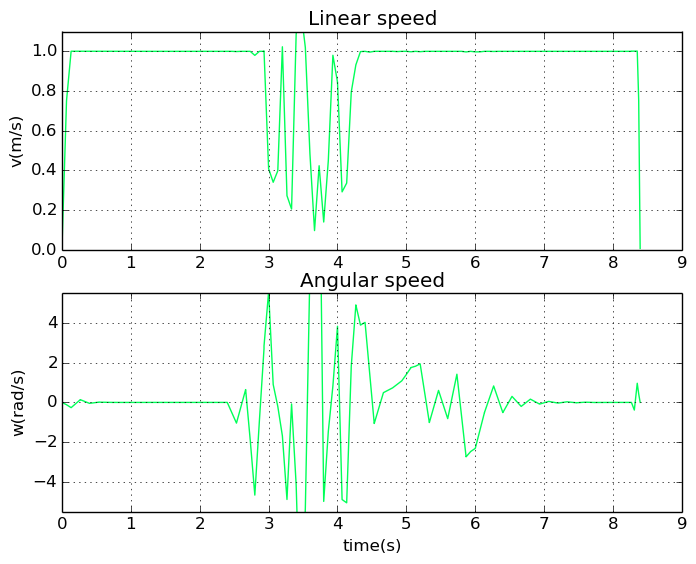 Linear speed
v(m/s)
1.0
0.8
0.6
0.4
0.2
0.0
0 1 2 3 4 5 6 7 8 9
Angular speed
w(rad/s)
4
2
0
−2
−4
0 1 2 3 4 5 6 7 8 9
time(s)